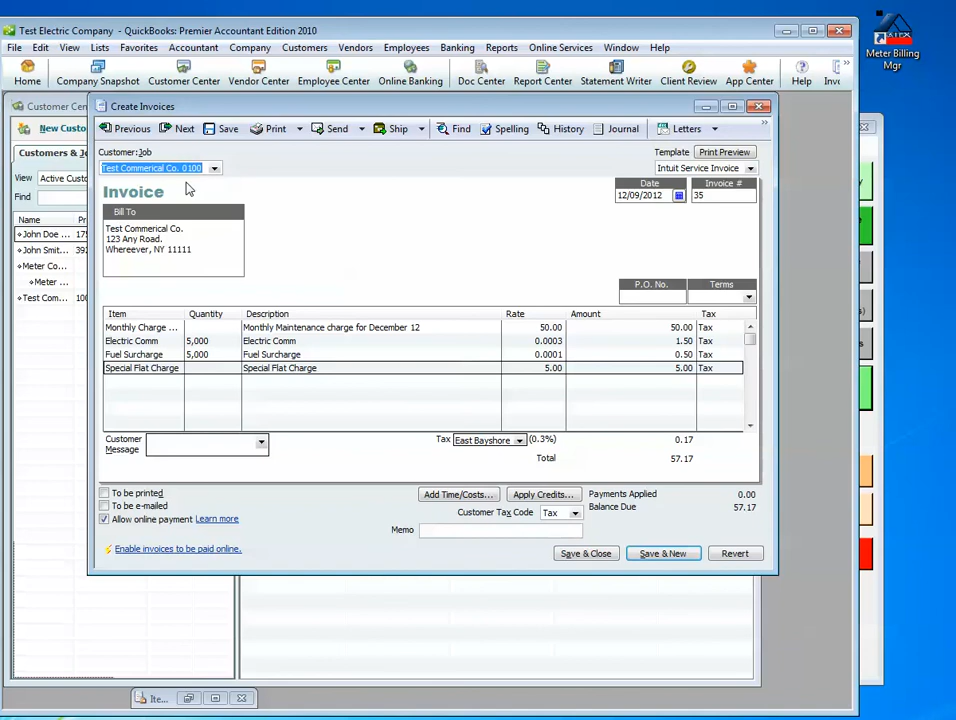 Test Electric Company - QuickBooks: Premier Accountant Edition 2010
File Edit View Lists Favorites Accountant Company Customers Vendors Employees Banking Reports Online Services Window Help
Home Company Snapshot Customer Center Vendor Center Employee Center Online Banking Doc Center Report Center Statement Writer Client Review App Center Help Inv
Meter Billing
Mgr
Customer Cen
New Custo
Customers & J
View Active Custo
Find
Name
John Doe ...
John Smit...
Meter Co...
Meter ...
Test Com...
Create Invoices
Previous Next Save Print Send Ship Find Spelling History Journal Letters
Customer:Job
Template Print Preview
Test Commerical Co. 0100
Intuit Service Invoice
Invoice
Date Invoice #
12/09/2012 35
Bill To
Test Commerical Co.
123 Any Road.
Whereever, NY 11111
P.O. No. Terms
Item Quantity Description Rate Amount Tax
Monthly Charge ... Monthly Maintenance charge for December 12 50.00 50.00 Tax
Electric Comm 5,000 Electric Comm 0.0003 1.50 Tax
Fuel Surcharge 5,000 Fuel Surcharge 0.0001 0.50 Tax
Special Flat Charge Special Flat Charge 5.00 5.00 Tax
Customer
Message
Tax East Bayshore (0.3%) 0.17
Total 57.17
To be printed
To be e-mailed
Allow online payment Learn more
Add Time/Costs... Apply Credits...
Payments Applied 0.00
Balance Due 57.17
Customer Tax Code Tax
Memo
Enable invoices to be paid online.
Save & Close Save & New Revert
Ite...